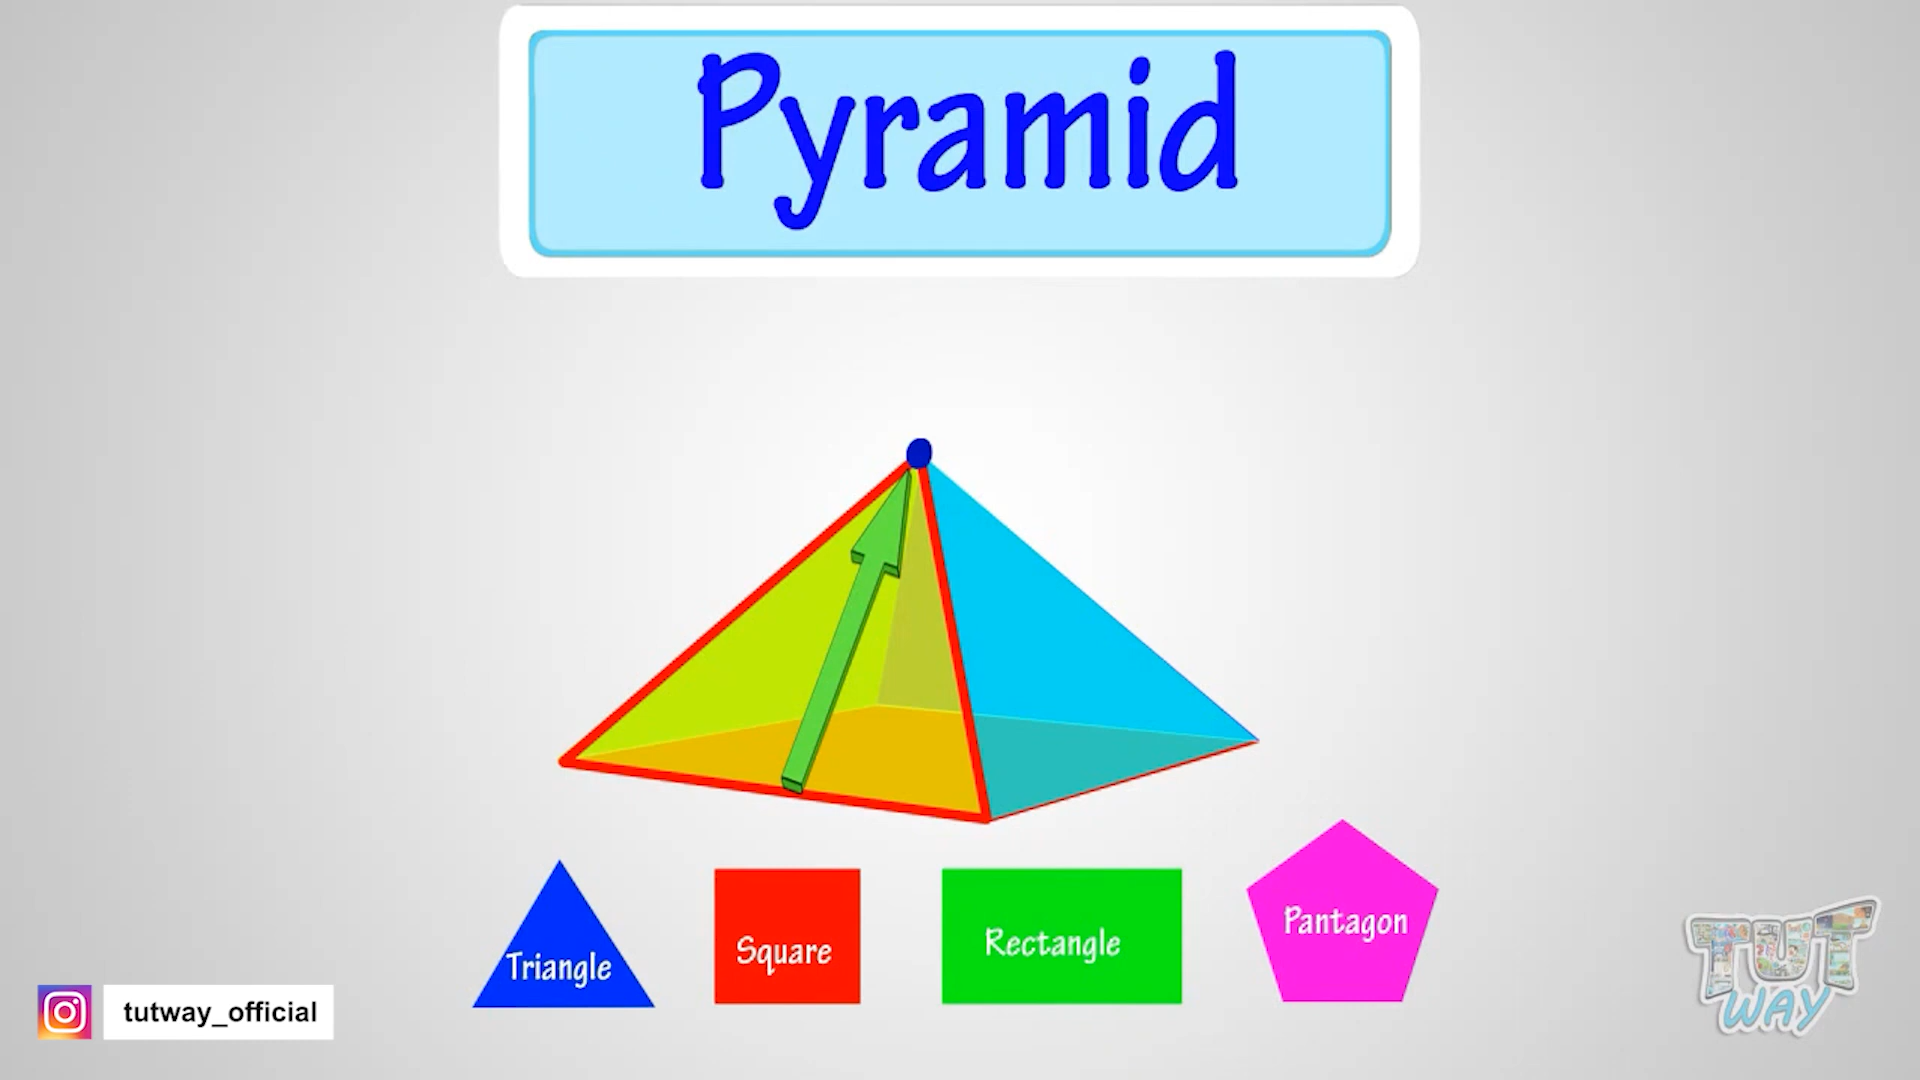 Pyramid
Triangle
Square
Rectangle
Pantagon
tutway_official
TUT
WAY